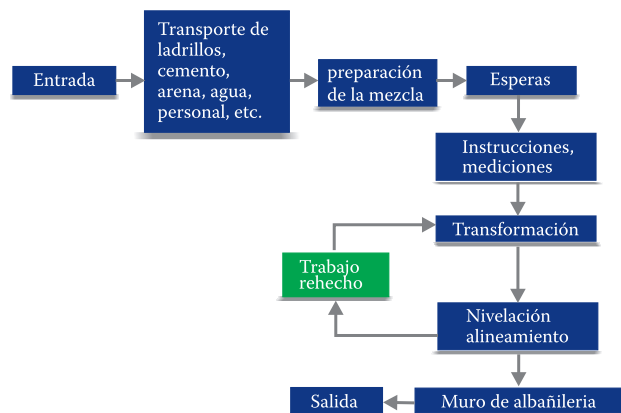 Entrada
Transporte de
ladrillos,
cemento,
arena, agua,
personal, etc.
preparación
de la mezcla
Esperas
Instrucciones,
mediciones
Transformación
Trabajo
rehecho
Nivelación
alineamiento
Muro de albañileria
Salida